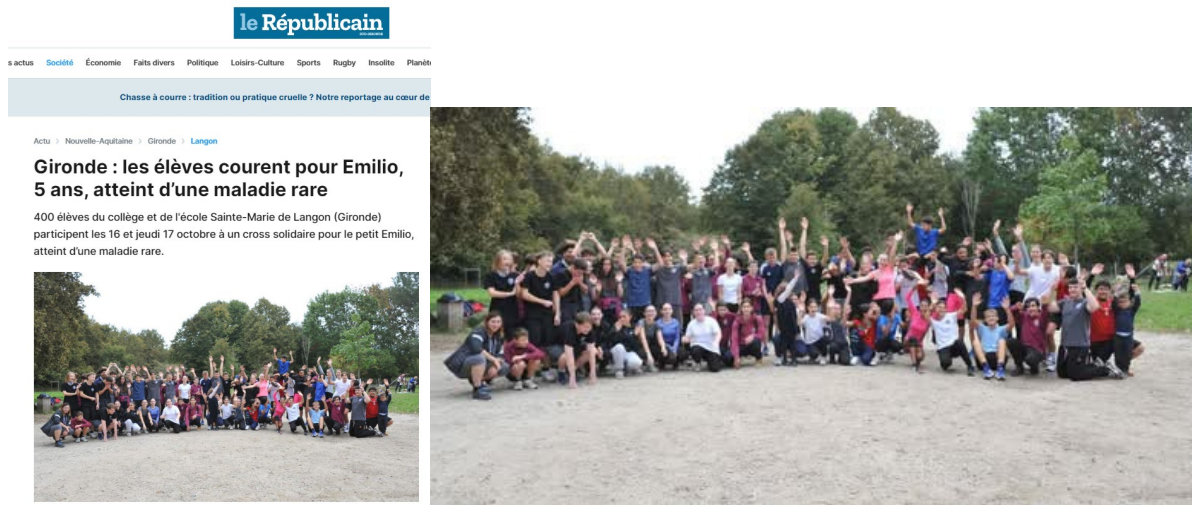 le Républicain
s actus Société Économie Faits divers Politique Loisirs-Culture Sports Rugby Insolite
Chasse à courre : tradition ou pratique cruelle ? Notre reportage au cœur de
Actu > Nouvelle-Aquitaine > Gironde > Langon
Gironde : les élèves courent pour Emilio,
5 ans, atteint d’une maladie rare
400 élèves du collège et de l'école Sainte-Marie de Langon (Gironde)
participent les 16 et jeudi 17 octobre à un cross solidaire pour le petit Emilio,
atteint d’une maladie rare.